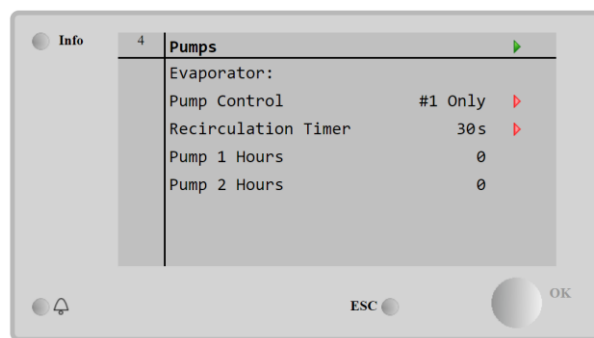 Info
4 Pumps
Evaporator:
Pump Control #1 Only
Recirculation Timer 30s
Pump 1 Hours 0
Pump 2 Hours 0
ESC
OK